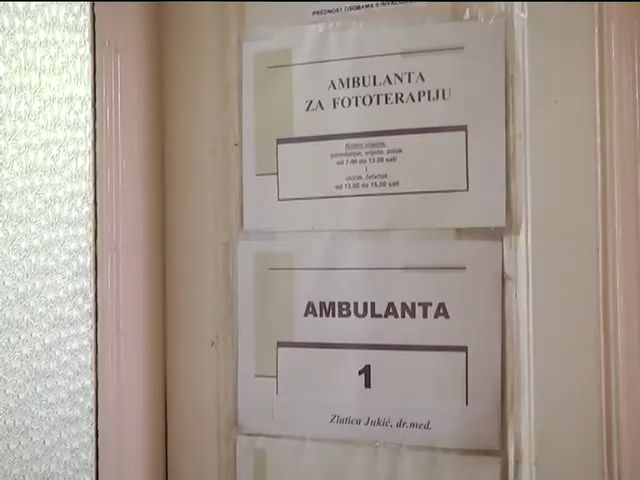 PREDNOST OSOBAMA S INVALID
AMBULANTA
ZA FOTOTERAPIJU
Radno vrijeme:
ponedjeljak, srijeda, petak
od 7.00 do 13.00 sati
i
utorak, četvrtak
od 13.00 do 15.00 sati
AMBULANTA
1
Zlatica Jukić, dr.med.